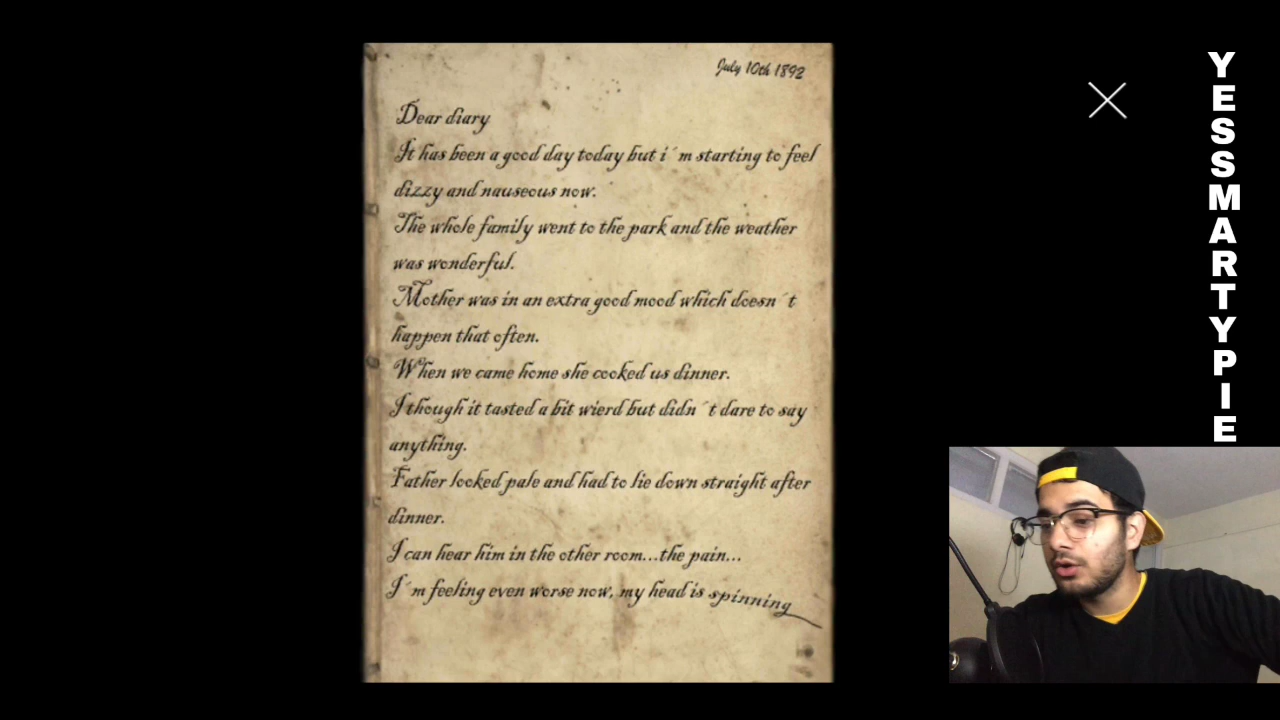 July 10th 1892
Dear diary
It has been a good day today but i´m starting to feel
dizzy and nauseous now.
The whole family went to the park and the weather
was wonderful.
Mother was in an extra good mood which doesn´t
happen that often.
When we came home she cooked us dinner.
I though it tasted a bit wierd but didn´t dare to say
anything.
Father looked pale and had to lie down straight after
dinner.
I can hear him in the other room...the pain...
I´m feeling even worse now, my head is spinning
YESSMARTYPIE